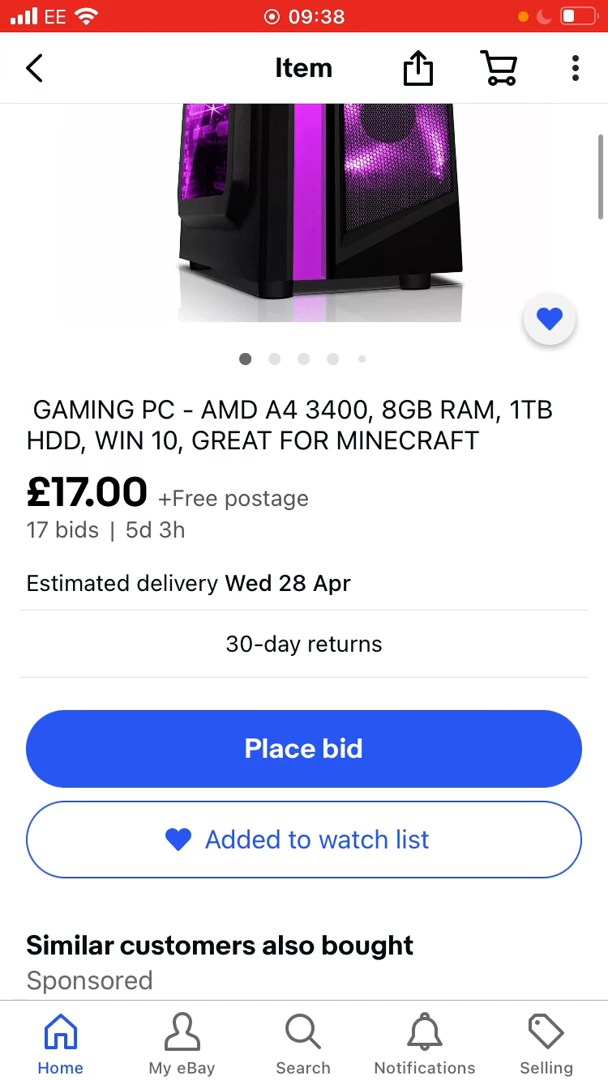 EE 09:38
Item
GAMING PC - AMD A4 3400, 8GB RAM, 1TB
HDD, WIN 10, GREAT FOR MINECRAFT
£17.00 +Free postage
17 bids | 5d 3h
Estimated delivery Wed 28 Apr
30-day returns
Place bid
Added to watch list
Similar customers also bought
Sponsored
Home My eBay Search Notifications Selling